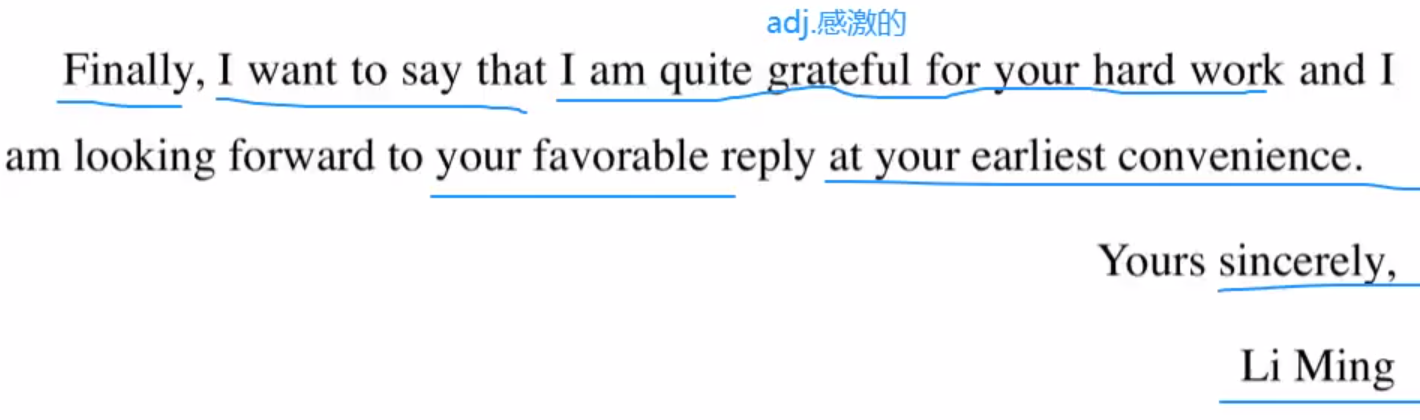 adj.感激的
Finally, I want to say that I am quite grateful for your hard work and I
am looking forward to your favorable reply at your earliest convenience.
Yours sincerely,
Li Ming